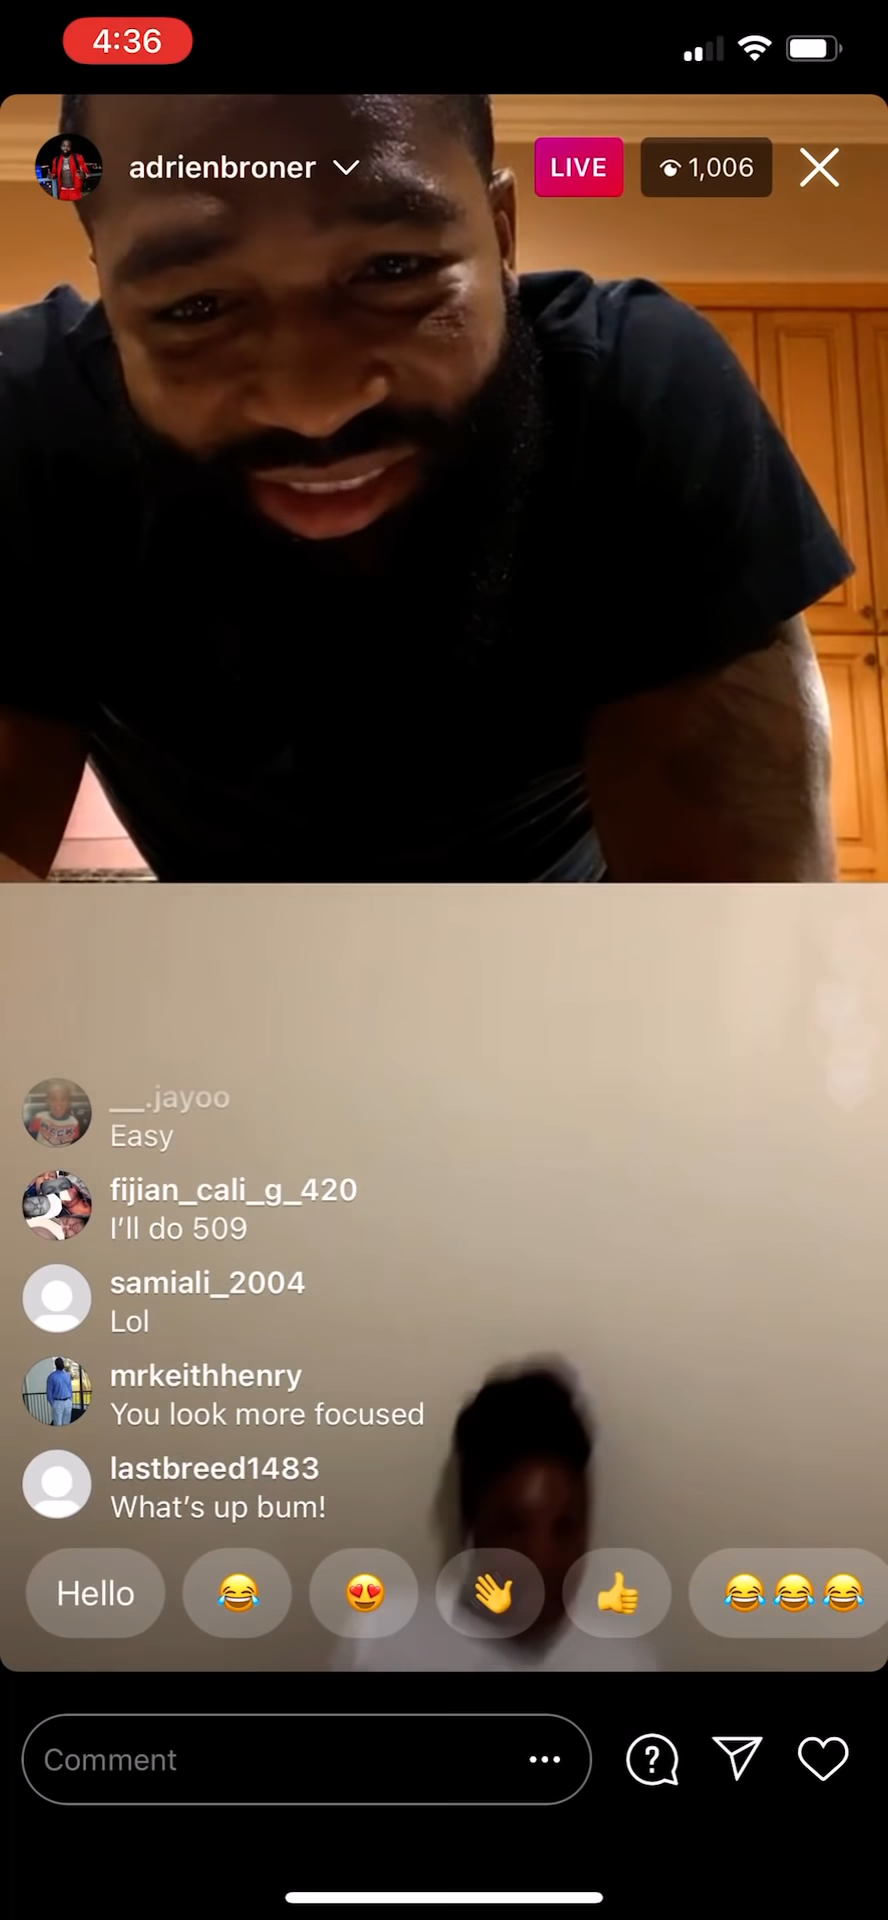 4:36
adrienbroner
LIVE
1,006
__.jayoo
Easy
fijian_cali_g_420
I’ll do 509
samiali_2004
Lol
mrkeithhenry
You look more focused
lastbreed1483
What’s up bum!
Hello
Comment